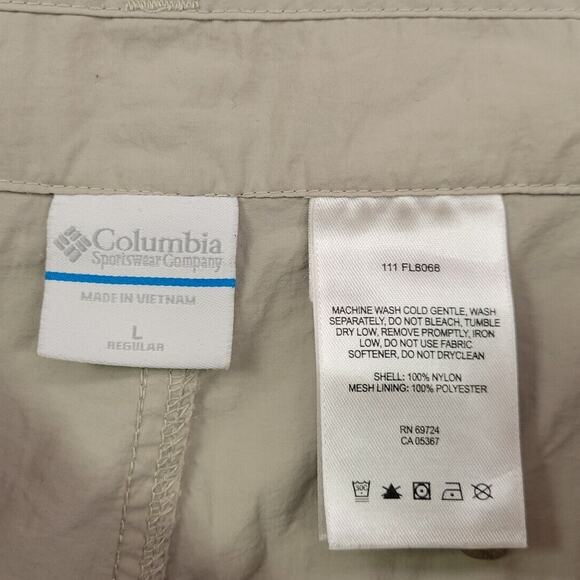 Columbia
Sportswear Company
MADE IN VIETNAM
L
REGULAR
111 FL8068
MACHINE WASH COLD GENTLE, WASH
SEPARATELY, DO NOT BLEACH, TUMBLE
DRY LOW, REMOVE PROMPTLY, IRON
LOW, DO NOT USE FABRIC
SOFTENER, DO NOT DRYCLEAN
SHELL: 100% NYLON
MESH LINING: 100% POLYESTER
RN 69724
CA 05367
30C